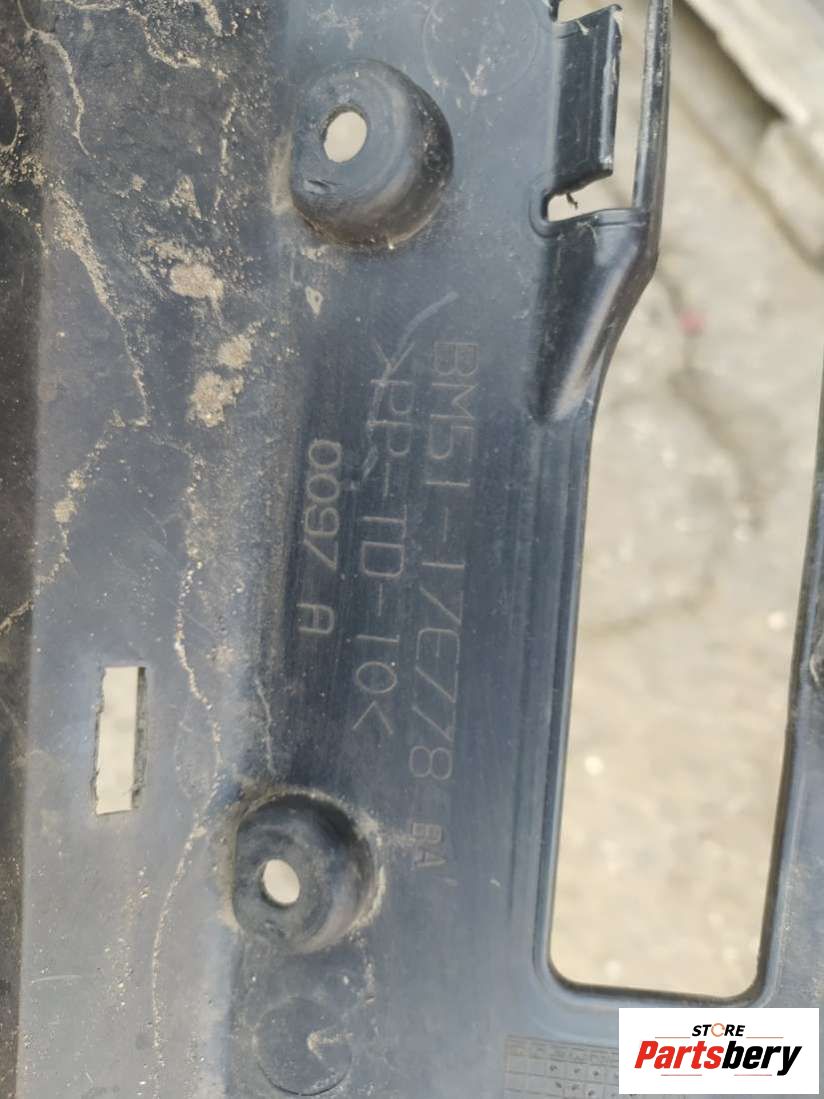 BM51-17E778 BA
>PP-TD-10<
0097 A
STORE
Partsbery